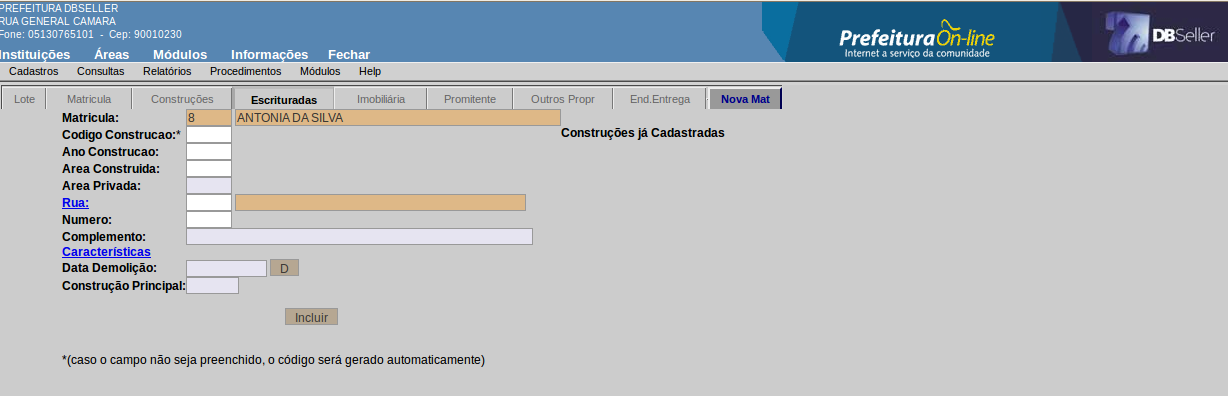 PREFEITURA DBSELLER
RUA GENERAL CAMARA
Fone: 05130765101 - Cep: 90010230
Instituições Áreas Módulos Informações Fechar
PrefeituraOn-line
Internet a serviço da comunidade
DBSeller
Cadastros Consultas Relatórios Procedimentos Módulos Help
Lote Matricula Construções Escrituradas Imobiliária Promitente Outros Propr End.Entrega Nova Mat
Matricula: 8 ANTONIA DA SILVA
Codigo Construcao:*
Construções já Cadastradas
Ano Construcao:
Area Construida:
Area Privada:
Rua:
Numero:
Complemento:
Características
Data Demolição: D
Construção Principal:
Incluir
*(caso o campo não seja preenchido, o código será gerado automaticamente)